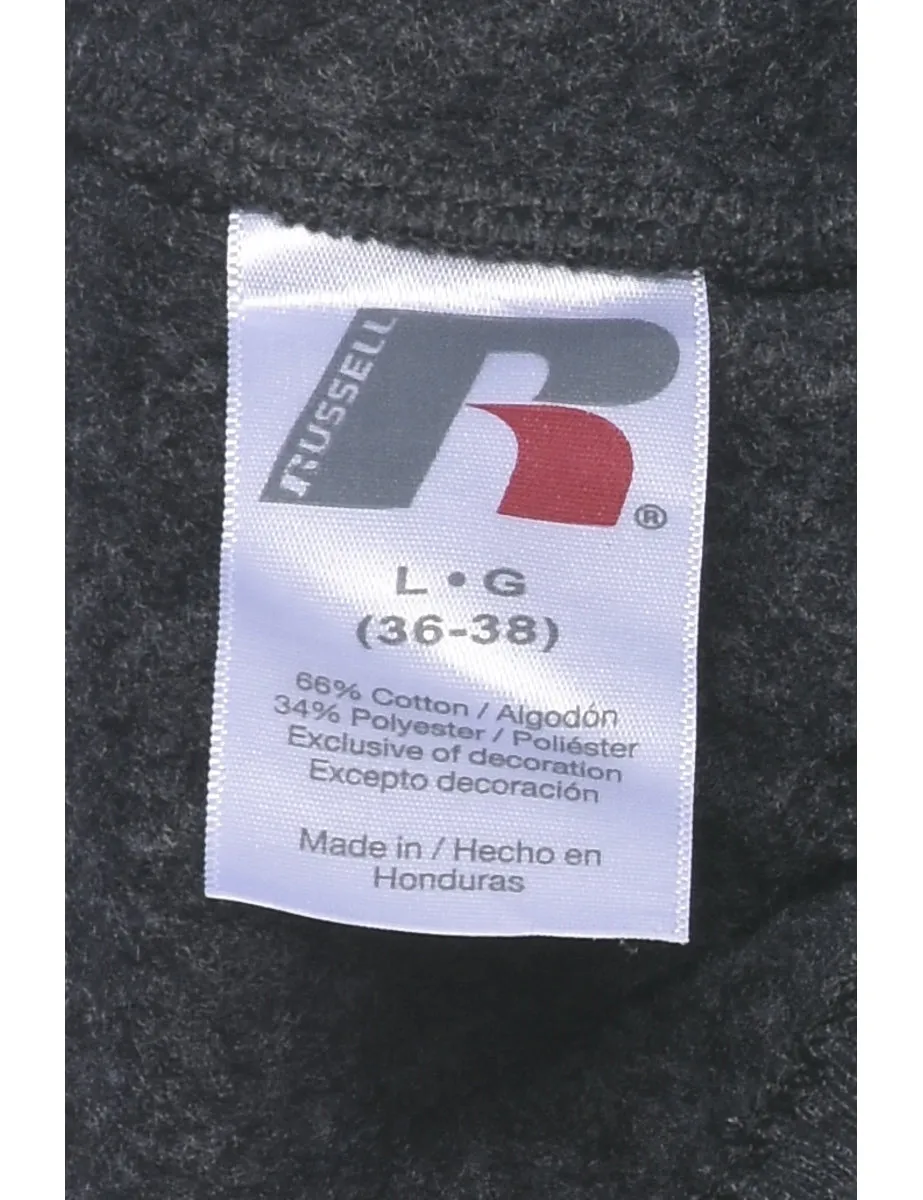 RUSSELL
R®
L • G
(36-38)
66% Cotton / Algodón
34% Polyester / Poliéster
Exclusive of decoration
Excepto decoración
Made in / Hecho en
Honduras